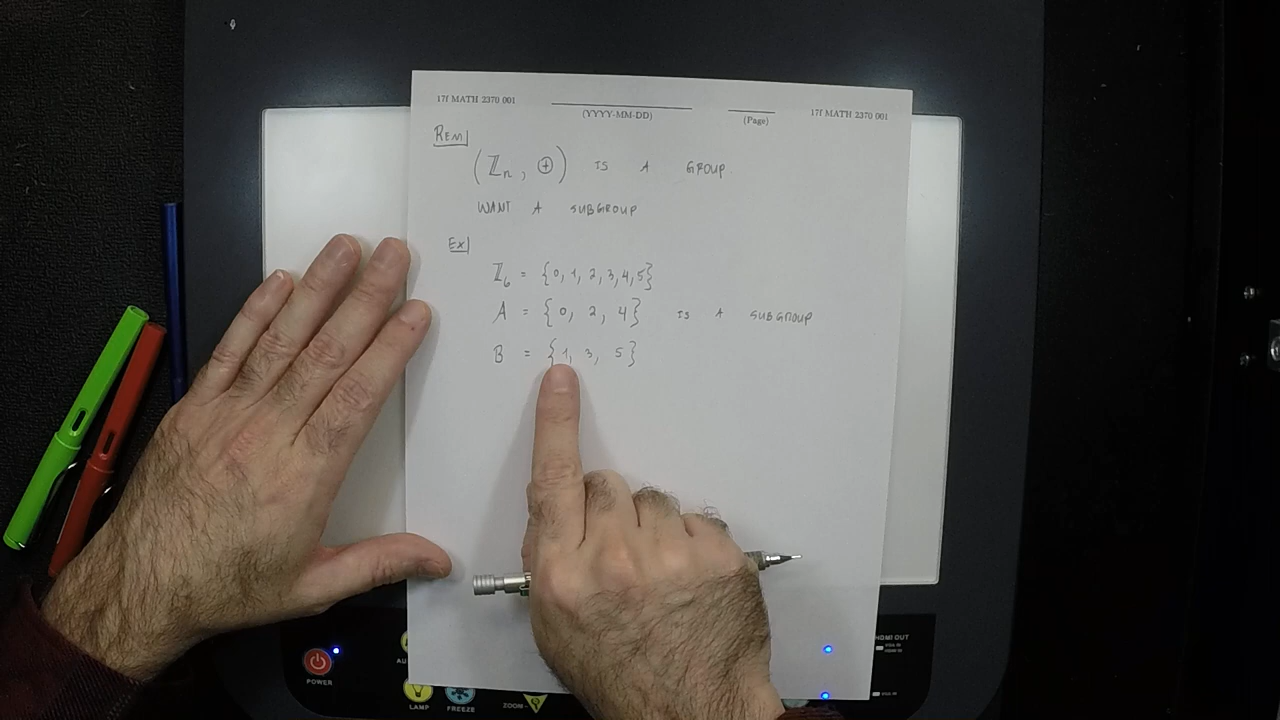 17f MATH 2370 001
(YYYY-MM-DD)
(Page)
17f MATH 2370 001
REM
(ℤn, ⊕) IS A GROUP
WANT A SUBGROUP
EX
ℤ6 = {0, 1, 2, 3, 4, 5}
A = {0, 2, 4} IS A SUBGROUP
B = {1, 3, 5}
HDMI OUT
POWER
LAMP
FREEZE
ZOOM-